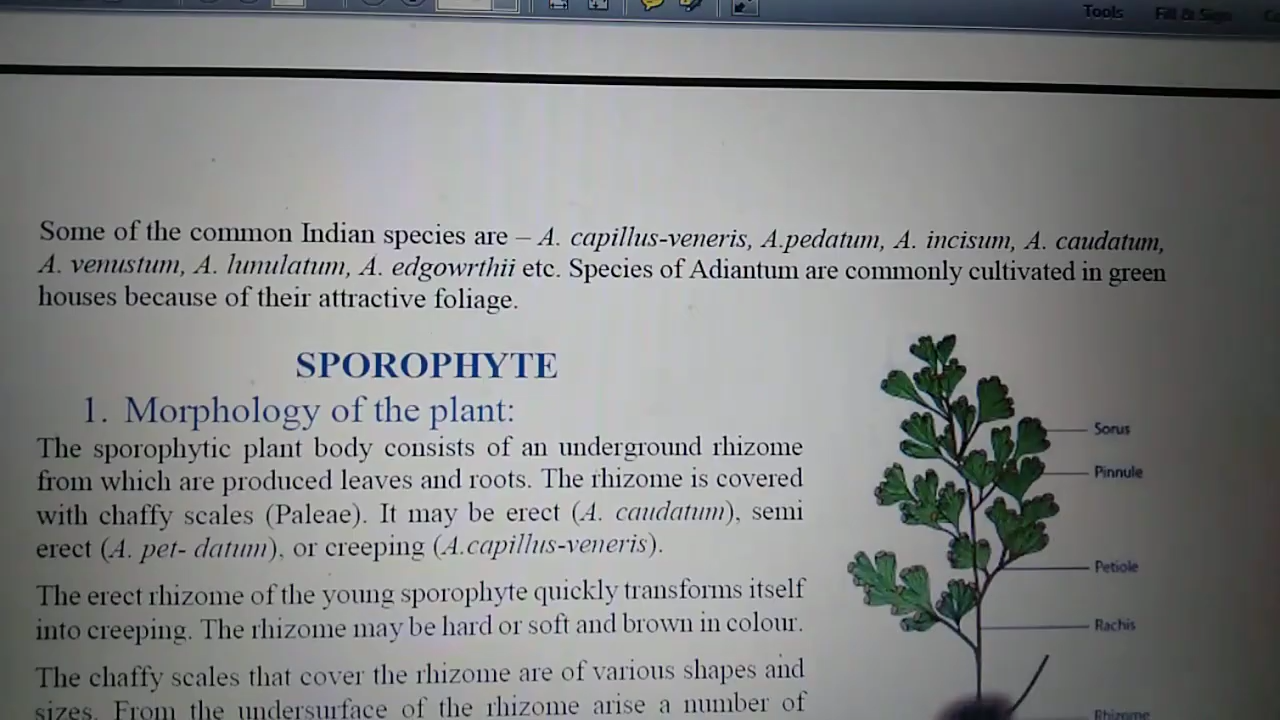 Tools Fill & Sign
Some of the common Indian species are – A. capillus-veneris, A.pedatum, A. incisum, A. caudatum,
A. venustum, A. lunulatum, A. edgowrthii etc. Species of Adiantum are commonly cultivated in green
houses because of their attractive foliage.
SPOROPHYTE
1. Morphology of the plant:
The sporophytic plant body consists of an underground rhizome
from which are produced leaves and roots. The rhizome is covered
with chaffy scales (Paleae). It may be erect (A. caudatum), semi
erect (A. pet- datum), or creeping (A.capillus-veneris).
The erect rhizome of the young sporophyte quickly transforms itself
into creeping. The rhizome may be hard or soft and brown in colour.
The chaffy scales that cover the rhizome are of various shapes and
sizes. From the undersurface of the rhizome arise a number of
Sorus
Pinnule
Petiole
Rachis
Rhizome